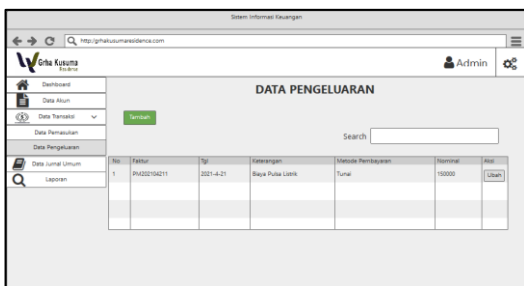 Sistem Informasi Keuangan
http://grhakusumaresidence.com
Grha Kusuma
Residence
Admin
Dashboard
Data Akun
Data Transaksi
Data Pemasukan
Data Pengeluaran
Data Jurnal Umum
Laporan
DATA PENGELUARAN
Tambah
Search
No Faktur Tgl Keterangan Metode Pembayaran Nominal Aksi
1 PM202104211 2021-4-21 Biaya Pulsa Listrik Tunai 150000 Ubah